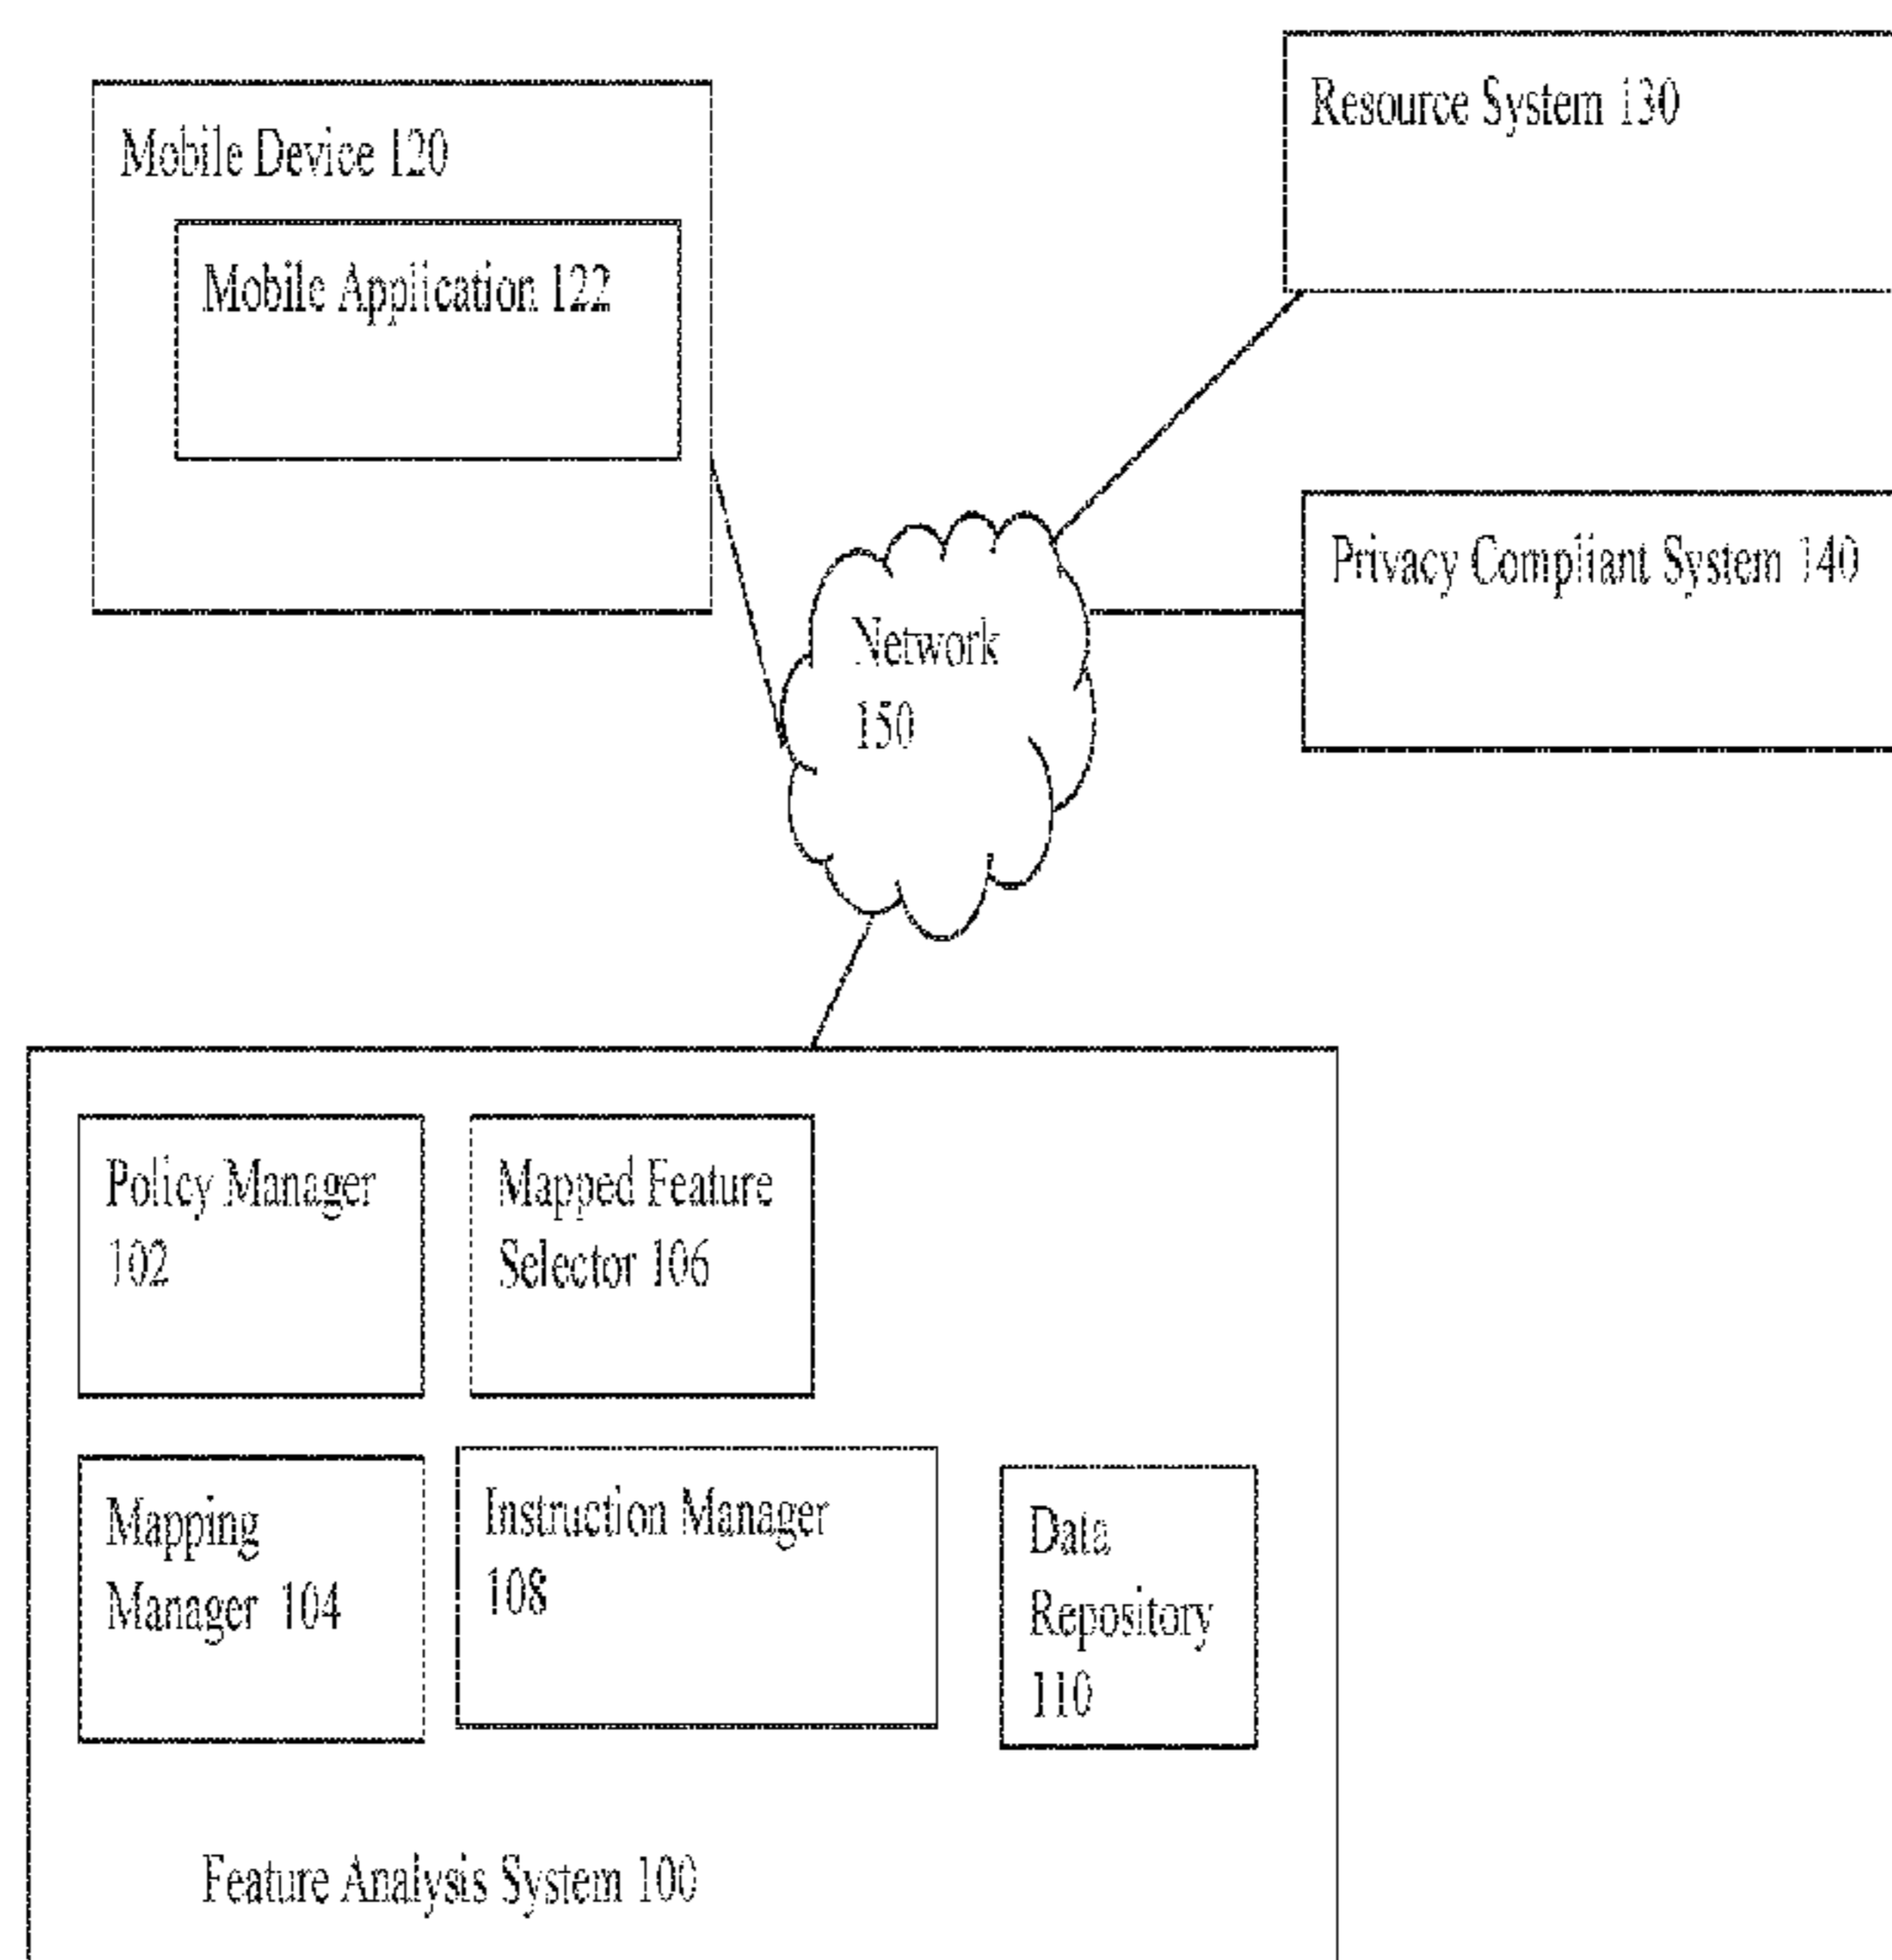 Resource System 130
Mobile Device 120
Mobile Application 122
Privacy Compliant System 140
Network
150
Policy Manager
102
Mapped Feature
Selector 106
Mapping
Manager 104
Instruction Manager
108
Data
Repository
110
Feature Analysis System 100